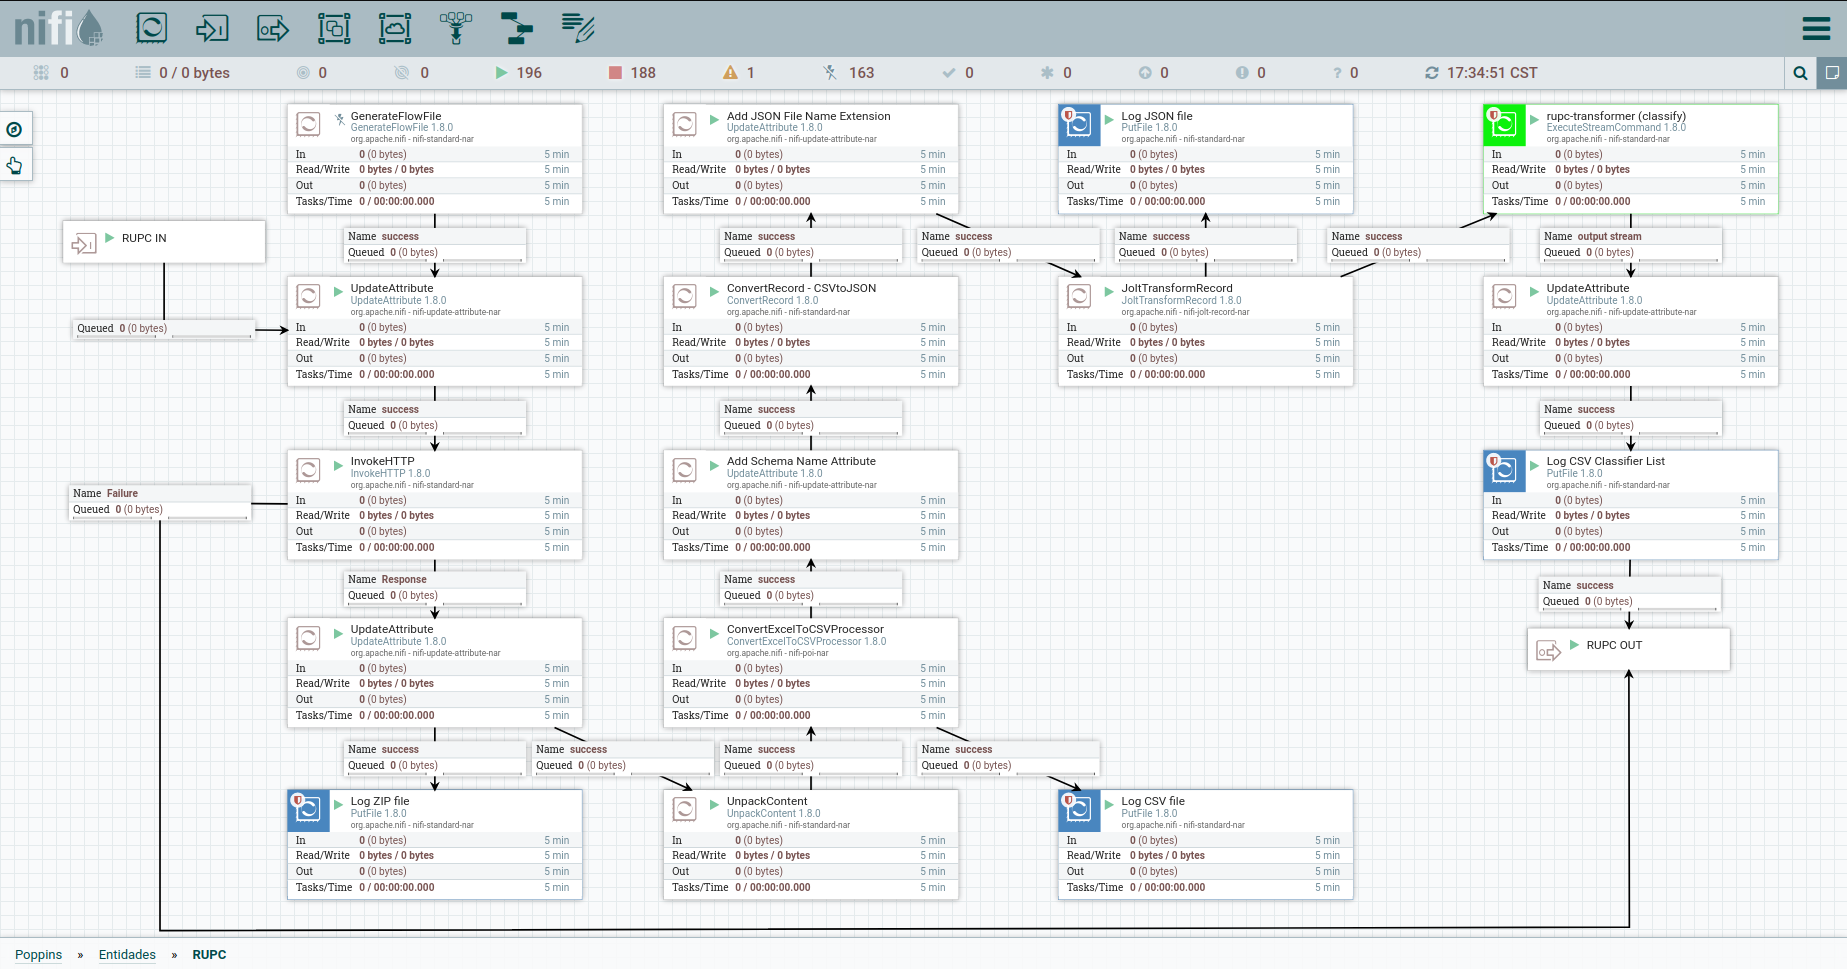 nifi
0
0 / 0 bytes
0
0
196
188
1
163
0
0
0
0
? 0
17:34:51 CST
RUPC IN
Queued 0 (0 bytes)
Name Failure
Queued 0 (0 bytes)
GenerateFlowFile
GenerateFlowFile 1.8.0
org.apache.nifi - nifi-standard-nar
In 0 (0 bytes) 5 min
Read/Write 0 bytes / 0 bytes 5 min
Out 0 (0 bytes) 5 min
Tasks/Time 0 / 00:00:00.000 5 min
Name success
Queued 0 (0 bytes)
UpdateAttribute
UpdateAttribute 1.8.0
org.apache.nifi - nifi-update-attribute-nar
In 0 (0 bytes) 5 min
Read/Write 0 bytes / 0 bytes 5 min
Out 0 (0 bytes) 5 min
Tasks/Time 0 / 00:00:00.000 5 min
Name success
Queued 0 (0 bytes)
InvokeHTTP
InvokeHTTP 1.8.0
org.apache.nifi - nifi-standard-nar
In 0 (0 bytes) 5 min
Read/Write 0 bytes / 0 bytes 5 min
Out 0 (0 bytes) 5 min
Tasks/Time 0 / 00:00:00.000 5 min
Name Response
Queued 0 (0 bytes)
UpdateAttribute
UpdateAttribute 1.8.0
org.apache.nifi - nifi-update-attribute-nar
In 0 (0 bytes) 5 min
Read/Write 0 bytes / 0 bytes 5 min
Out 0 (0 bytes) 5 min
Tasks/Time 0 / 00:00:00.000 5 min
Name success
Queued 0 (0 bytes)
Name success
Queued 0 (0 bytes)
Log ZIP file
PutFile 1.8.0
org.apache.nifi - nifi-standard-nar
In 0 (0 bytes) 5 min
Read/Write 0 bytes / 0 bytes 5 min
Out 0 (0 bytes) 5 min
Tasks/Time 0 / 00:00:00.000 5 min
Add JSON File Name Extension
UpdateAttribute 1.8.0
org.apache.nifi - nifi-update-attribute-nar
In 0 (0 bytes) 5 min
Read/Write 0 bytes / 0 bytes 5 min
Out 0 (0 bytes) 5 min
Tasks/Time 0 / 00:00:00.000 5 min
Name success
Queued 0 (0 bytes)
Name success
Queued 0 (0 bytes)
ConvertRecord - CSVtoJSON
ConvertRecord 1.8.0
org.apache.nifi - nifi-standard-nar
In 0 (0 bytes) 5 min
Read/Write 0 bytes / 0 bytes 5 min
Out 0 (0 bytes) 5 min
Tasks/Time 0 / 00:00:00.000 5 min
Name success
Queued 0 (0 bytes)
Add Schema Name Attribute
UpdateAttribute 1.8.0
org.apache.nifi - nifi-update-attribute-nar
In 0 (0 bytes) 5 min
Read/Write 0 bytes / 0 bytes 5 min
Out 0 (0 bytes) 5 min
Tasks/Time 0 / 00:00:00.000 5 min
Name success
Queued 0 (0 bytes)
ConvertExcelToCSVProcessor
ConvertExcelToCSVProcessor 1.8.0
org.apache.nifi - nifi-poi-nar
In 0 (0 bytes) 5 min
Read/Write 0 bytes / 0 bytes 5 min
Out 0 (0 bytes) 5 min
Tasks/Time 0 / 00:00:00.000 5 min
Name success
Queued 0 (0 bytes)
Name success
Queued 0 (0 bytes)
UnpackContent
UnpackContent 1.8.0
org.apache.nifi - nifi-standard-nar
In 0 (0 bytes) 5 min
Read/Write 0 bytes / 0 bytes 5 min
Out 0 (0 bytes) 5 min
Tasks/Time 0 / 00:00:00.000 5 min
Log JSON file
PutFile 1.8.0
org.apache.nifi - nifi-standard-nar
In 0 (0 bytes) 5 min
Read/Write 0 bytes / 0 bytes 5 min
Out 0 (0 bytes) 5 min
Tasks/Time 0 / 00:00:00.000 5 min
Name success
Queued 0 (0 bytes)
Name success
Queued 0 (0 bytes)
JoltTransformRecord
JoltTransformRecord 1.8.0
org.apache.nifi - nifi-jolt-record-nar
In 0 (0 bytes) 5 min
Read/Write 0 bytes / 0 bytes 5 min
Out 0 (0 bytes) 5 min
Tasks/Time 0 / 00:00:00.000 5 min
Log CSV file
PutFile 1.8.0
org.apache.nifi - nifi-standard-nar
In 0 (0 bytes) 5 min
Read/Write 0 bytes / 0 bytes 5 min
Out 0 (0 bytes) 5 min
Tasks/Time 0 / 00:00:00.000 5 min
rupc-transformer (classify)
ExecuteStreamCommand 1.8.0
org.apache.nifi - nifi-standard-nar
In 0 (0 bytes) 5 min
Read/Write 0 bytes / 0 bytes 5 min
Out 0 (0 bytes) 5 min
Tasks/Time 0 / 00:00:00.000 5 min
Name output stream
Queued 0 (0 bytes)
UpdateAttribute
UpdateAttribute 1.8.0
org.apache.nifi - nifi-update-attribute-nar
In 0 (0 bytes) 5 min
Read/Write 0 bytes / 0 bytes 5 min
Out 0 (0 bytes) 5 min
Tasks/Time 0 / 00:00:00.000 5 min
Name success
Queued 0 (0 bytes)
Log CSV Classifier List
PutFile 1.8.0
org.apache.nifi - nifi-standard-nar
In 0 (0 bytes) 5 min
Read/Write 0 bytes / 0 bytes 5 min
Out 0 (0 bytes) 5 min
Tasks/Time 0 / 00:00:00.000 5 min
Name success
Queued 0 (0 bytes)
RUPC OUT
Poppins » Entidades » RUPC